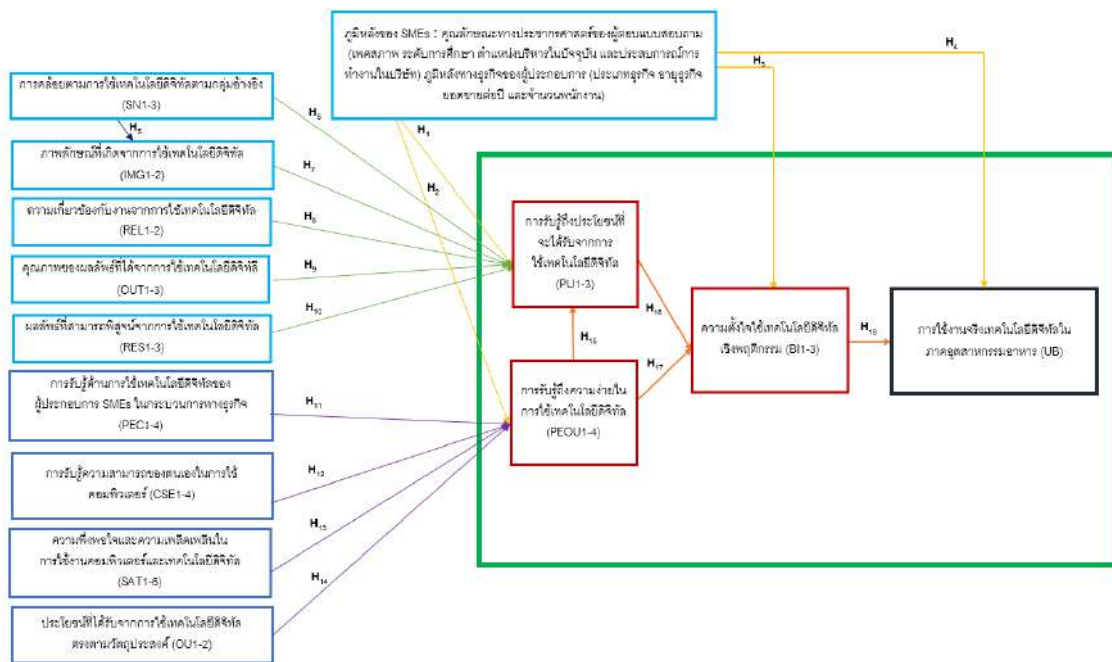 ภูมิหลังของ SMEs : คุณลักษณะทางประชากรศาสตร์ของผู้ตอบแบบสอบถาม
(เพศสภาพ ระดับการศึกษา ตำแหน่งบริหารในปัจจุบัน และประสบการณ์การ
ทำงานในบริษัท) ภูมิหลังทางธุรกิจของผู้ประกอบการ (ประเภทธุรกิจ อายุธุรกิจ
ยอดขายต่อปี และจำนวนพนักงาน)
H4
H3
การคล้อยตามการใช้เทคโนโลยีดิจิทัลตามกลุ่มอ้างอิง
(SN1-3)
H5
H6
H1
H2
ภาพลักษณ์ที่เกิดจากการใช้เทคโนโลยีดิจิทัล
(IMG1-2)
H7
ความเกี่ยวข้องกับงานจากการใช้เทคโนโลยีดิจิทัล
(REL1-2)
H8
คุณภาพของผลลัพธ์ที่ได้จากการใช้เทคโนโลยีดิจิทัล
(OUT1-3)
H9
ผลลัพธ์ที่สามารถพิสูจน์จากการใช้เทคโนโลยีดิจิทัล
(RES1-3)
H10
การรับรู้ด้านการใช้เทคโนโลยีดิจิทัลของ
ผู้ประกอบการ SMEs ในกระบวนการทางธุรกิจ
(PEC1-4)
H11
การรับรู้ความสามารถของตนเองในการใช้
คอมพิวเตอร์ (CSE1-4)
H12
ความพึงพอใจและความเพลิดเพลินใน
การใช้งานคอมพิวเตอร์และเทคโนโลยีดิจิทัล
(SAT1-5)
H13
ประโยชน์ที่ได้รับจากการใช้เทคโนโลยีดิจิทัล
ตรงตามวัตถุประสงค์ (OU1-2)
H14
การรับรู้ถึงประโยชน์ที่
จะได้รับจากการ
ใช้เทคโนโลยีดิจิทัล
(PU1-3)
H15
H16
การรับรู้ถึงความง่ายใน
การใช้เทคโนโลยีดิจิทัล
(PEOU1-4)
H17
ความตั้งใจใช้เทคโนโลยีดิจิทัล
เชิงพฤติกรรม (BI1-3)
H18
การใช้งานจริงเทคโนโลยีดิจิทัลใน
ภาคอุตสาหกรรมอาหาร (UB)